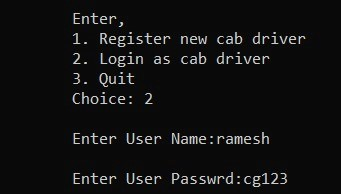 Enter,
1. Register new cab driver
2. Login as cab driver
3. Quit
Choice: 2
Enter User Name:ramesh
Enter User Passwrd:cg123